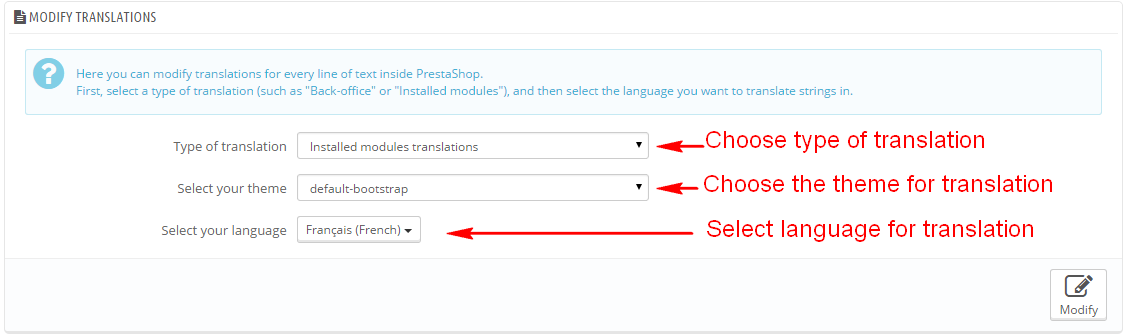 MODIFY TRANSLATIONS
?
Here you can modify translations for every line of text inside PrestaShop.
First, select a type of translation (such as "Back-office" or "Installed modules"), and then select the language you want to translate strings in.
Type of translation Installed modules translations Choose type of translation
Select your theme default-bootstrap Choose the theme for translation
Select your language Français (French) Select language for translation
Modify